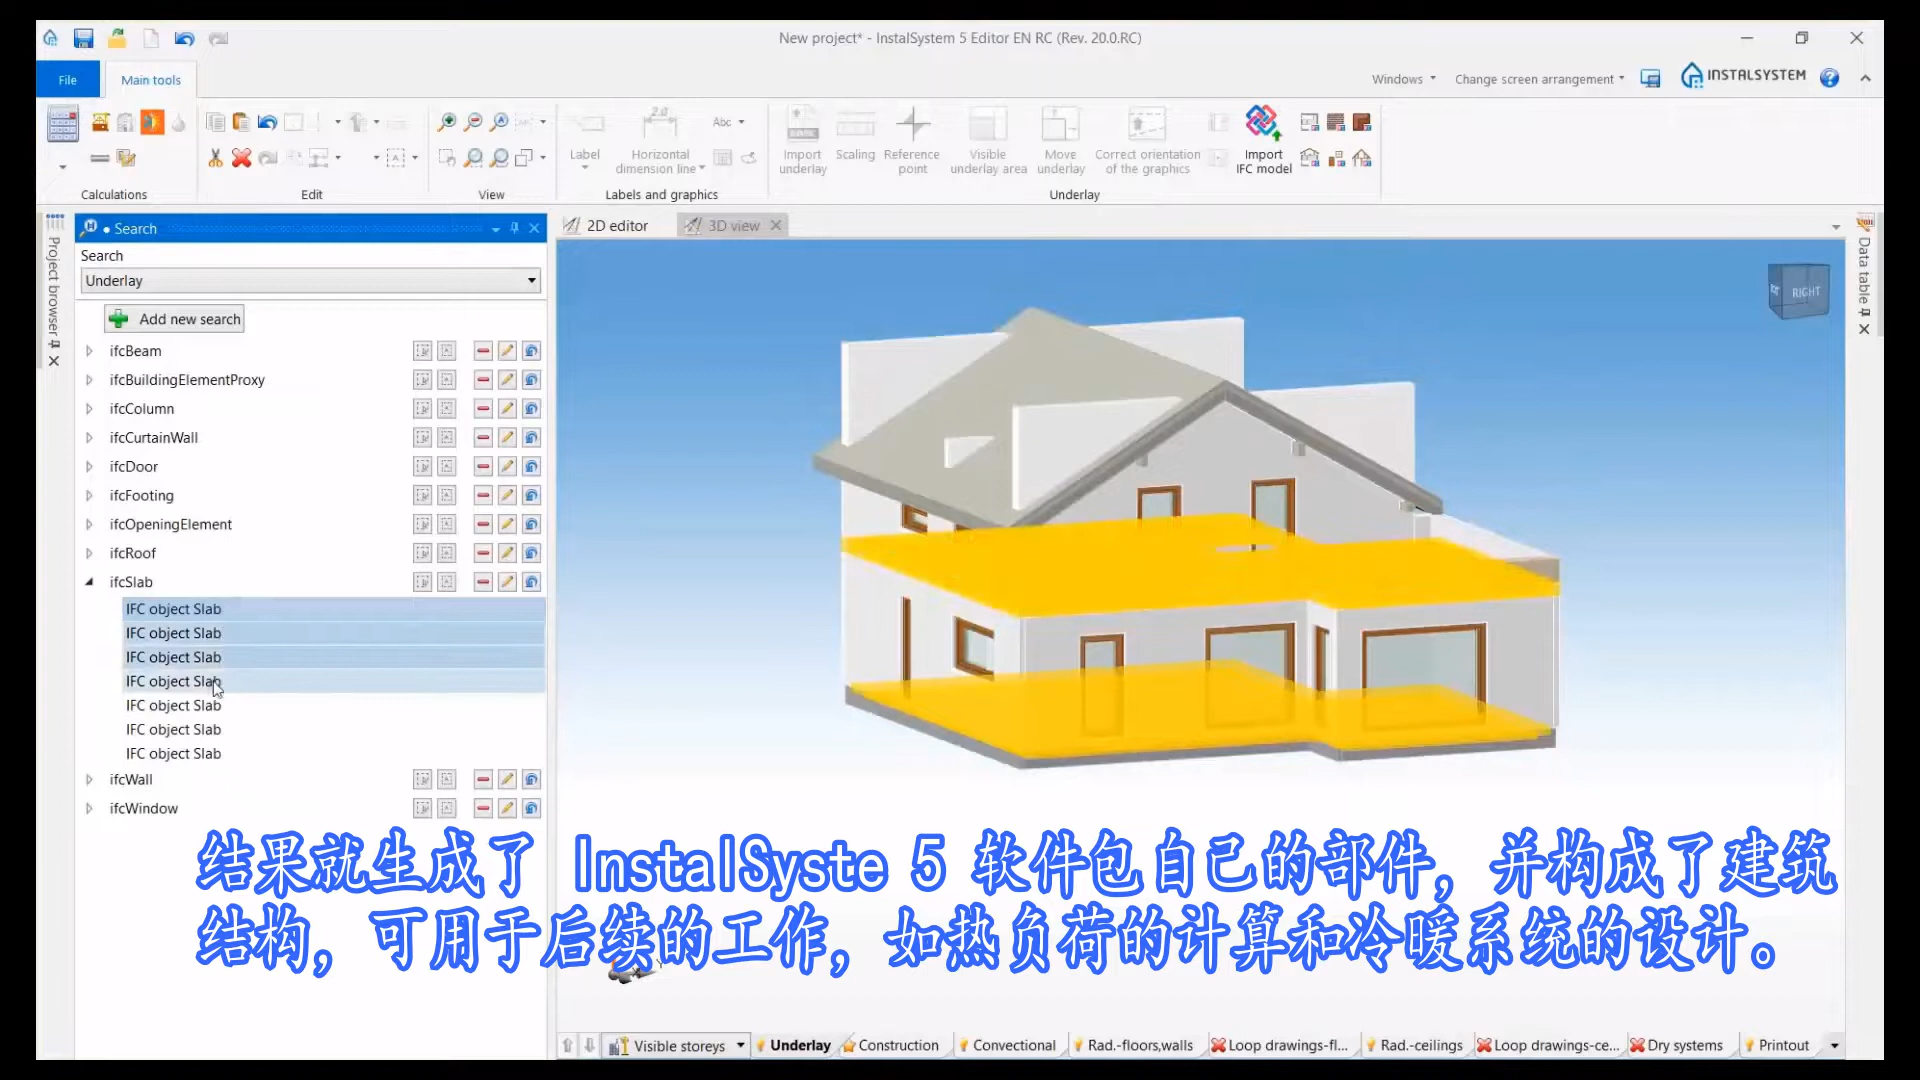 New project* - InstalSystem 5 Editor EN RC (Rev. 20.0.RC)
File
Main tools
Windows
Change screen arrangement
INSTALSYSTEM
Abc
2.0
Label
Horizontal
dimension line
Import
underlay
Scaling
Reference
point
Visible
underlay area
Move
underlay
Correct orientation
of the graphics
Import
IFC model
Calculations
Edit
View
Labels and graphics
Underlay
Project browser
Search
2D editor
3D view
Data table
Search
Underlay
Add new search
RIGHT
ifcBeam
ifcBuildingElementProxy
ifcColumn
ifcCurtainWall
ifcDoor
ifcFooting
ifcOpeningElement
ifcRoof
ifcSlab
IFC object Slab
IFC object Slab
IFC object Slab
IFC object Slab
IFC object Slab
IFC object Slab
IFC object Slab
ifcWall
ifcWindow
结果就生成了 InstalSyste 5 软件包自己的部件，并构成了建筑
结构，可用于后续的工作，如热负荷的计算和冷暖系统的设计。
Visible storeys
Underlay
Construction
Convectional
Rad.-floors,walls
Loop drawings-fl...
Rad.-ceilings
Loop drawings-ce...
Dry systems
Printout